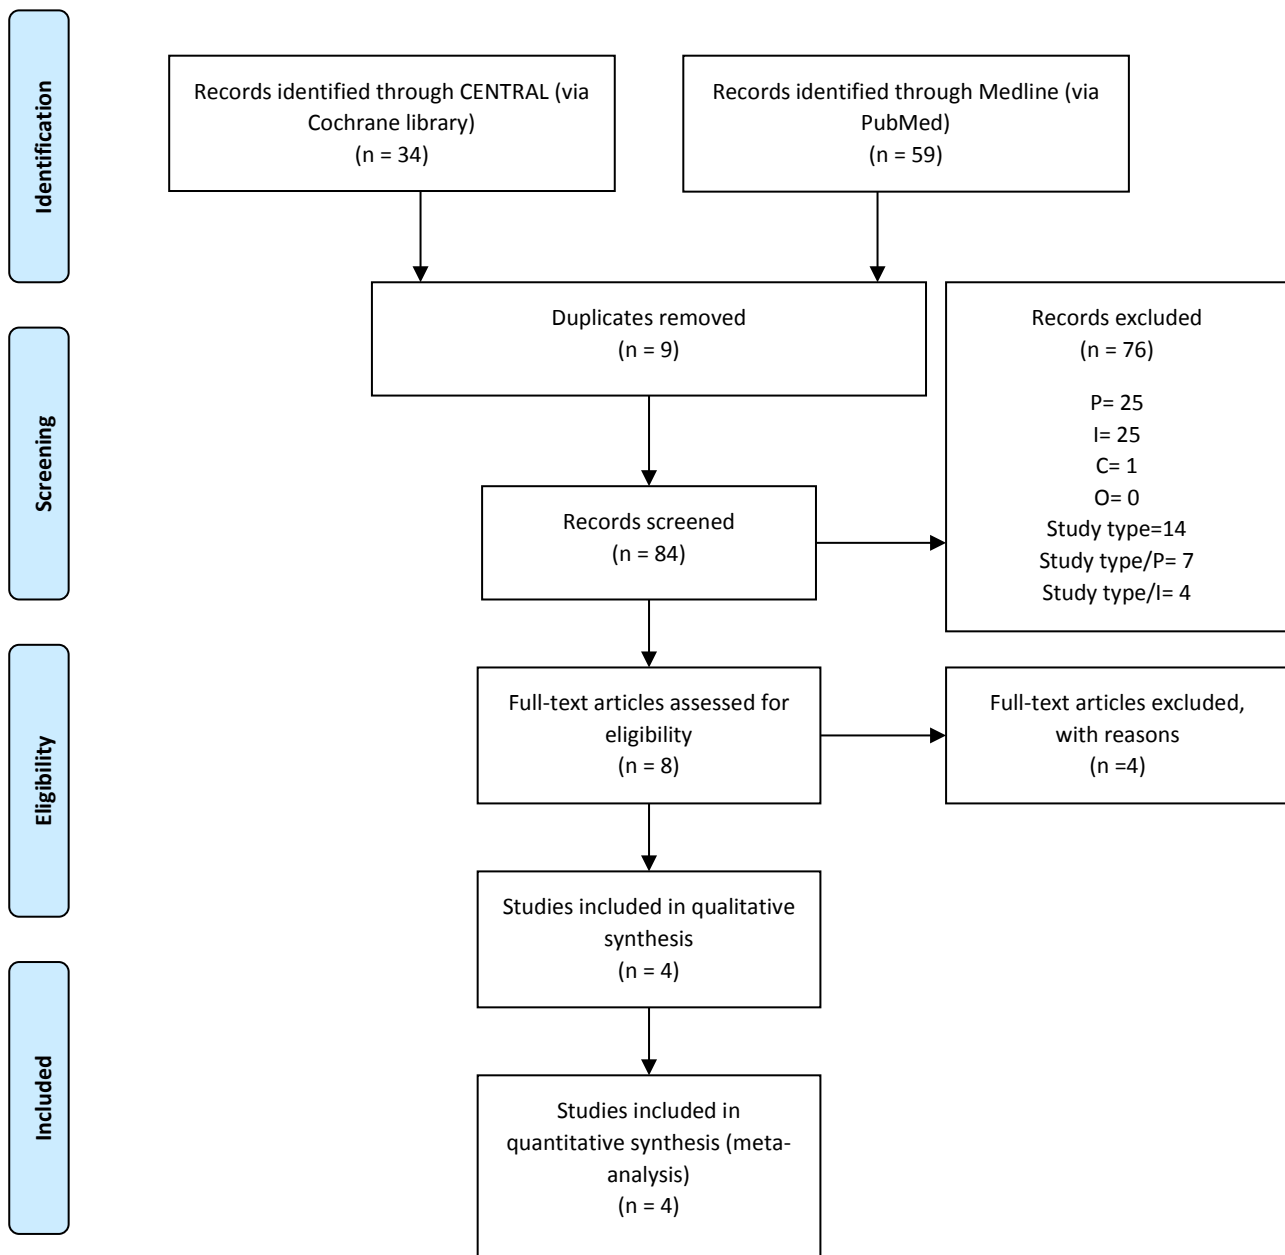 Identification
Records identified through CENTRAL (via
Cochrane library)
(n = 34)
Records identified through Medline (via
PubMed)
(n = 59)
Duplicates removed
(n = 9)
Screening
Records screened
(n = 84)
Records excluded
(n = 76)
P= 25
I= 25
C= 1
O= 0
Study type=14
Study type/P= 7
Study type/I= 4
Eligibility
Full-text articles assessed for
eligibility
(n = 8)
Full-text articles excluded,
with reasons
(n =4)
Studies included in qualitative
synthesis
(n = 4)
Included
Studies included in
quantitative synthesis (meta-
analysis)
(n = 4)